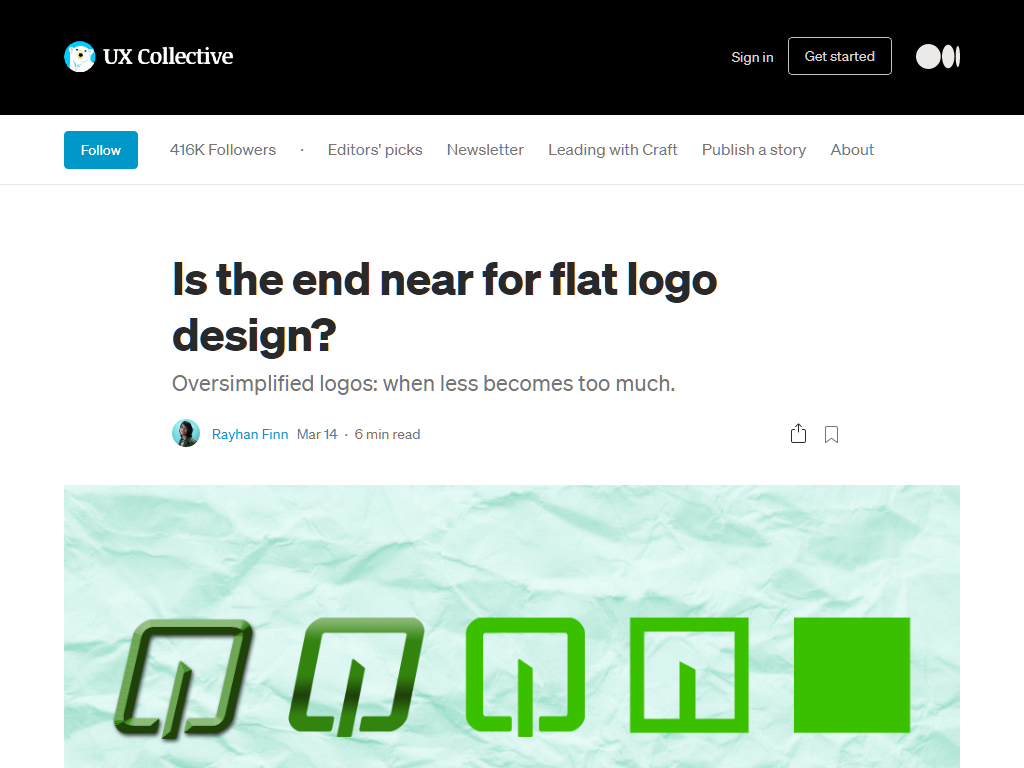 UX Collective
Sign in
Get started
Follow
416K Followers · Editors' picks Newsletter Leading with Craft Publish a story About
Is the end near for flat logo
design?
Oversimplified logos: when less becomes too much.
Rayhan Finn Mar 14 · 6 min read